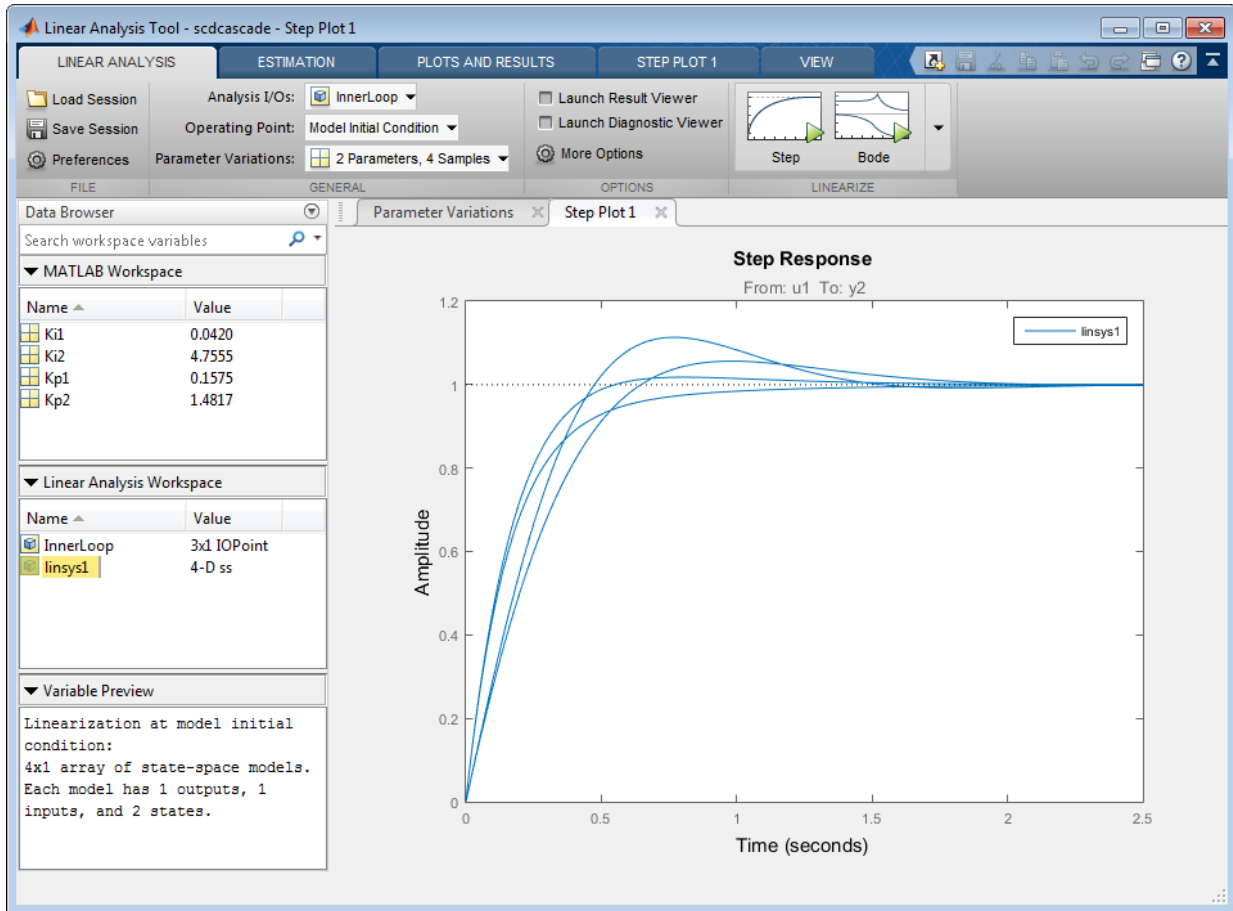 Linear Analysis Tool - scdcascade - Step Plot 1
LINEAR ANALYSIS ESTIMATION PLOTS AND RESULTS STEP PLOT 1 VIEW
Load Session
Save Session
Preferences
FILE
Analysis I/Os: InnerLoop
Operating Point: Model Initial Condition
Parameter Variations: 2 Parameters, 4 Samples
GENERAL
Launch Result Viewer
Launch Diagnostic Viewer
More Options
OPTIONS
Step Bode
LINEARIZE
Data Browser
Search workspace variables
MATLAB Workspace
Name Value
Ki1 0.0420
Ki2 4.7555
Kp1 0.1575
Kp2 1.4817
Linear Analysis Workspace
Name Value
InnerLoop 3x1 IOPoint
linsys1 4-D ss
Variable Preview
Linearization at model initial
condition:
4x1 array of state-space models.
Each model has 1 outputs, 1
inputs, and 2 states.
Parameter Variations Step Plot 1
Step Response
From: u1 To: y2
linsys1
Amplitude
1.2
1
0.8
0.6
0.4
0.2
0
0 0.5 1 1.5 2 2.5
Time (seconds)